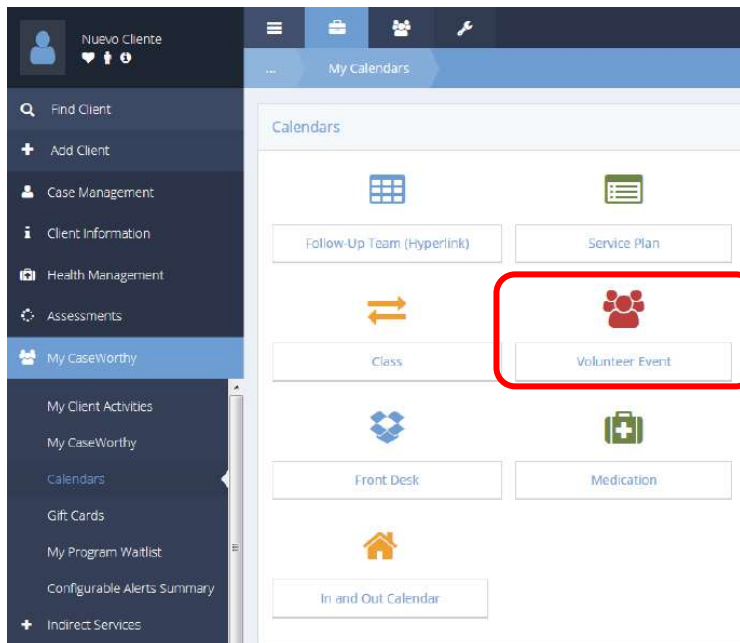 Nuevo Cliente
... My Calendars
Find Client
Add Client
Case Management
Client Information
Health Management
Assessments
My CaseWorthy
My Client Activities
My CaseWorthy
Calendars
Gift Cards
My Program Waitlist
Configurable Alerts Summary
Indirect Services
Calendars
Follow-Up Team (Hyperlink)
Service Plan
Class
Volunteer Event
Front Desk
Medication
In and Out Calendar